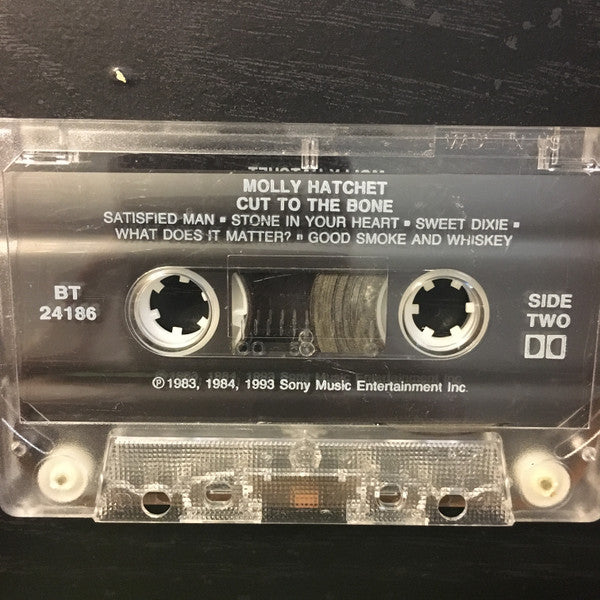 MOLLY HATCHET
CUT TO THE BONE
SATISFIED MAN ▪ STONE IN YOUR HEART ▪ SWEET DIXIE ▪
WHAT DOES IT MATTER? ▪ GOOD SMOKE AND WHISKEY
BT
24186
SIDE
TWO
℗ 1983, 1984, 1993 Sony Music Entertainment Inc.